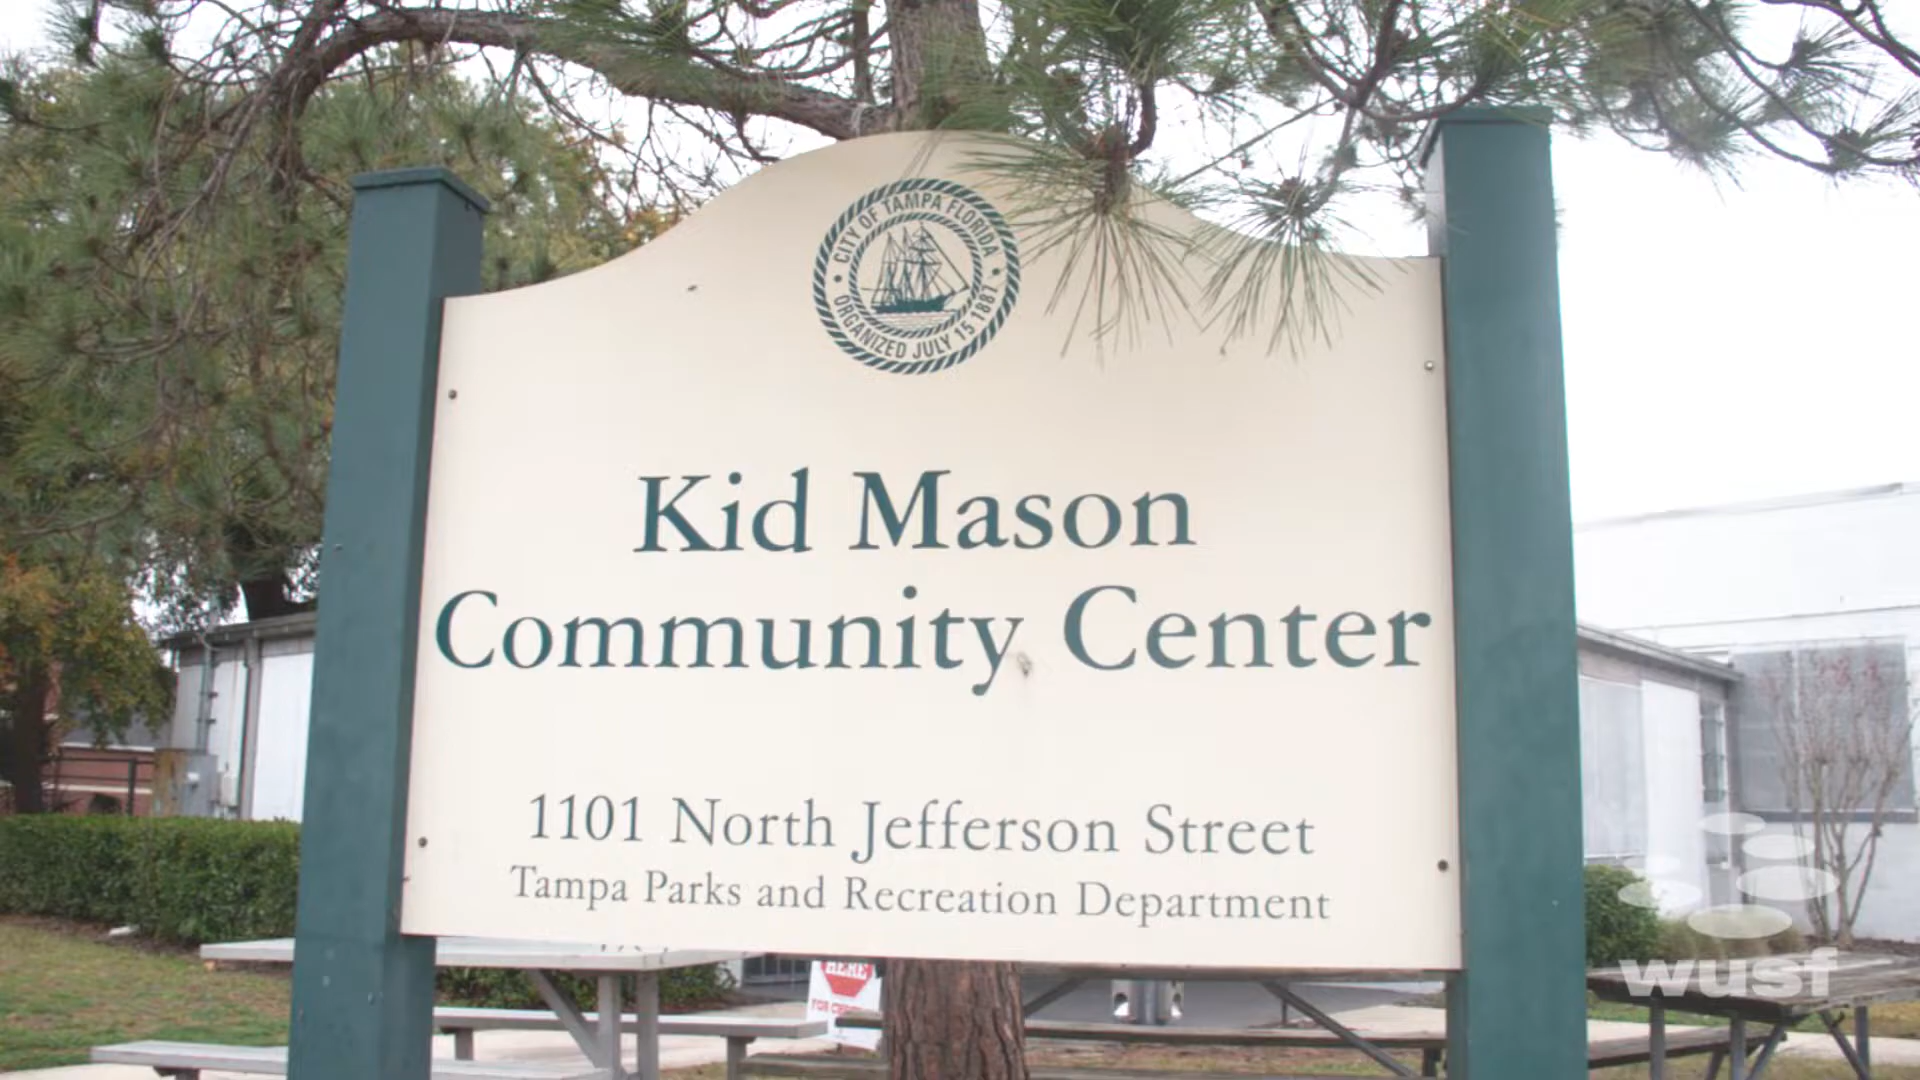 CITY OF TAMPA FLORIDA
ORGANIZED JULY 15 1887
Kid Mason
Community Center
1101 North Jefferson Street
Tampa Parks and Recreation Department
HERE
wusf